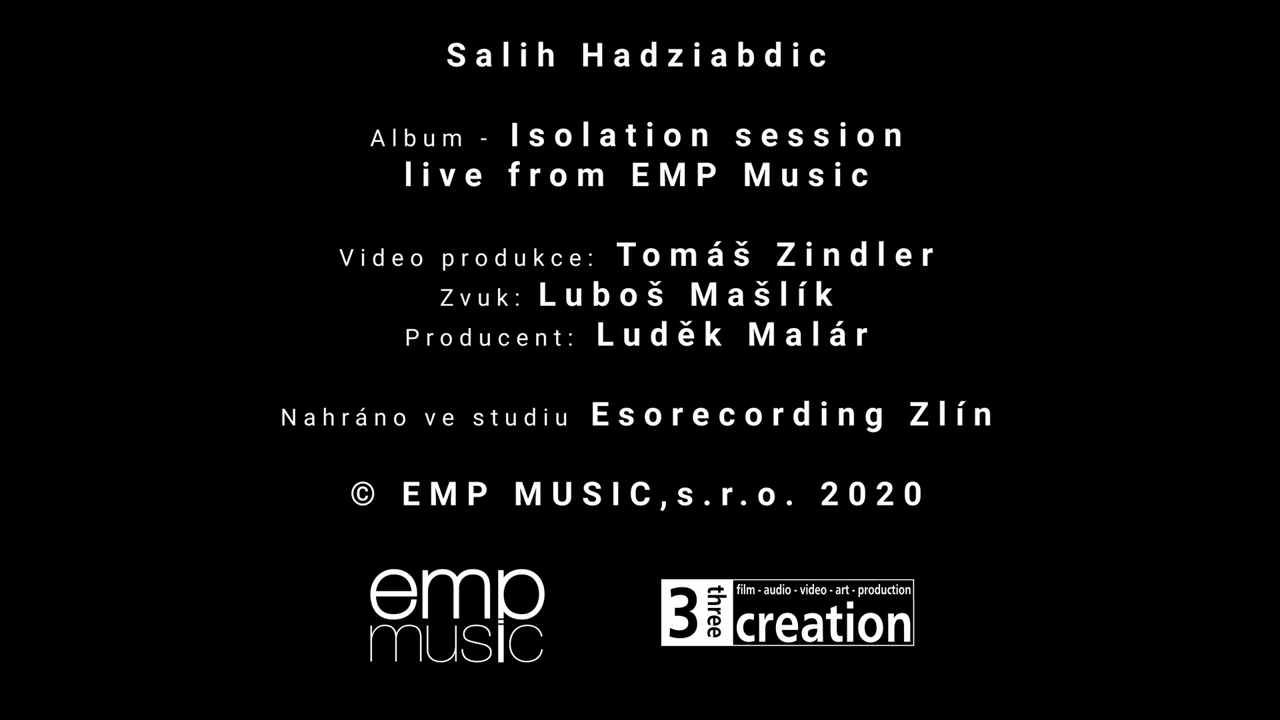 Salih Hadziabdic
Album - Isolation session
live from EMP Music
Video produkce: Tomáš Zindler
Zvuk: Luboš Mašlík
Producent: Luděk Malár
Nahráno ve studiu Esorecording Zlín
© EMP MUSIC,s.r.o. 2020
emp
music
3 three
film - audio - video - art - production
creation